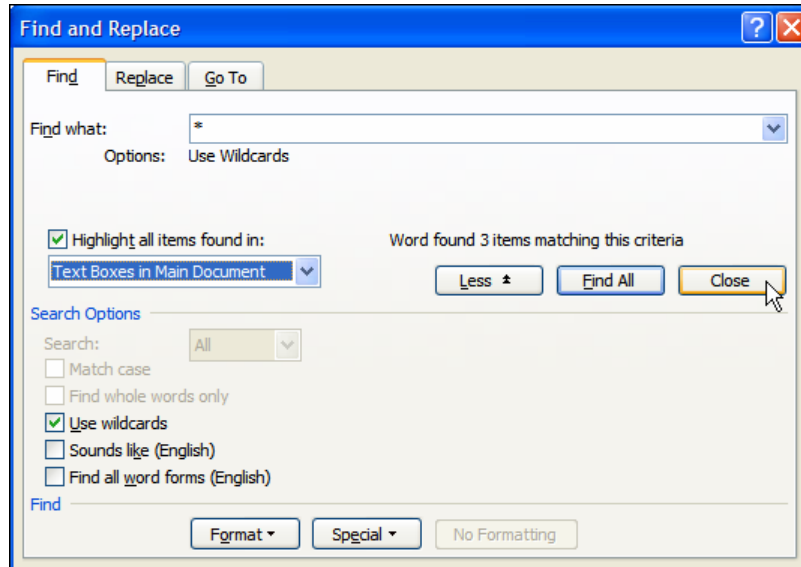 Find and Replace
Find Replace Go To
Find what: *
Options: Use Wildcards
Highlight all items found in: Word found 3 items matching this criteria
Text Boxes in Main Document Less Find All Close
Search Options
Search: All
Match case
Find whole words only
Use wildcards
Sounds like (English)
Find all word forms (English)
Find
Format Special No Formatting